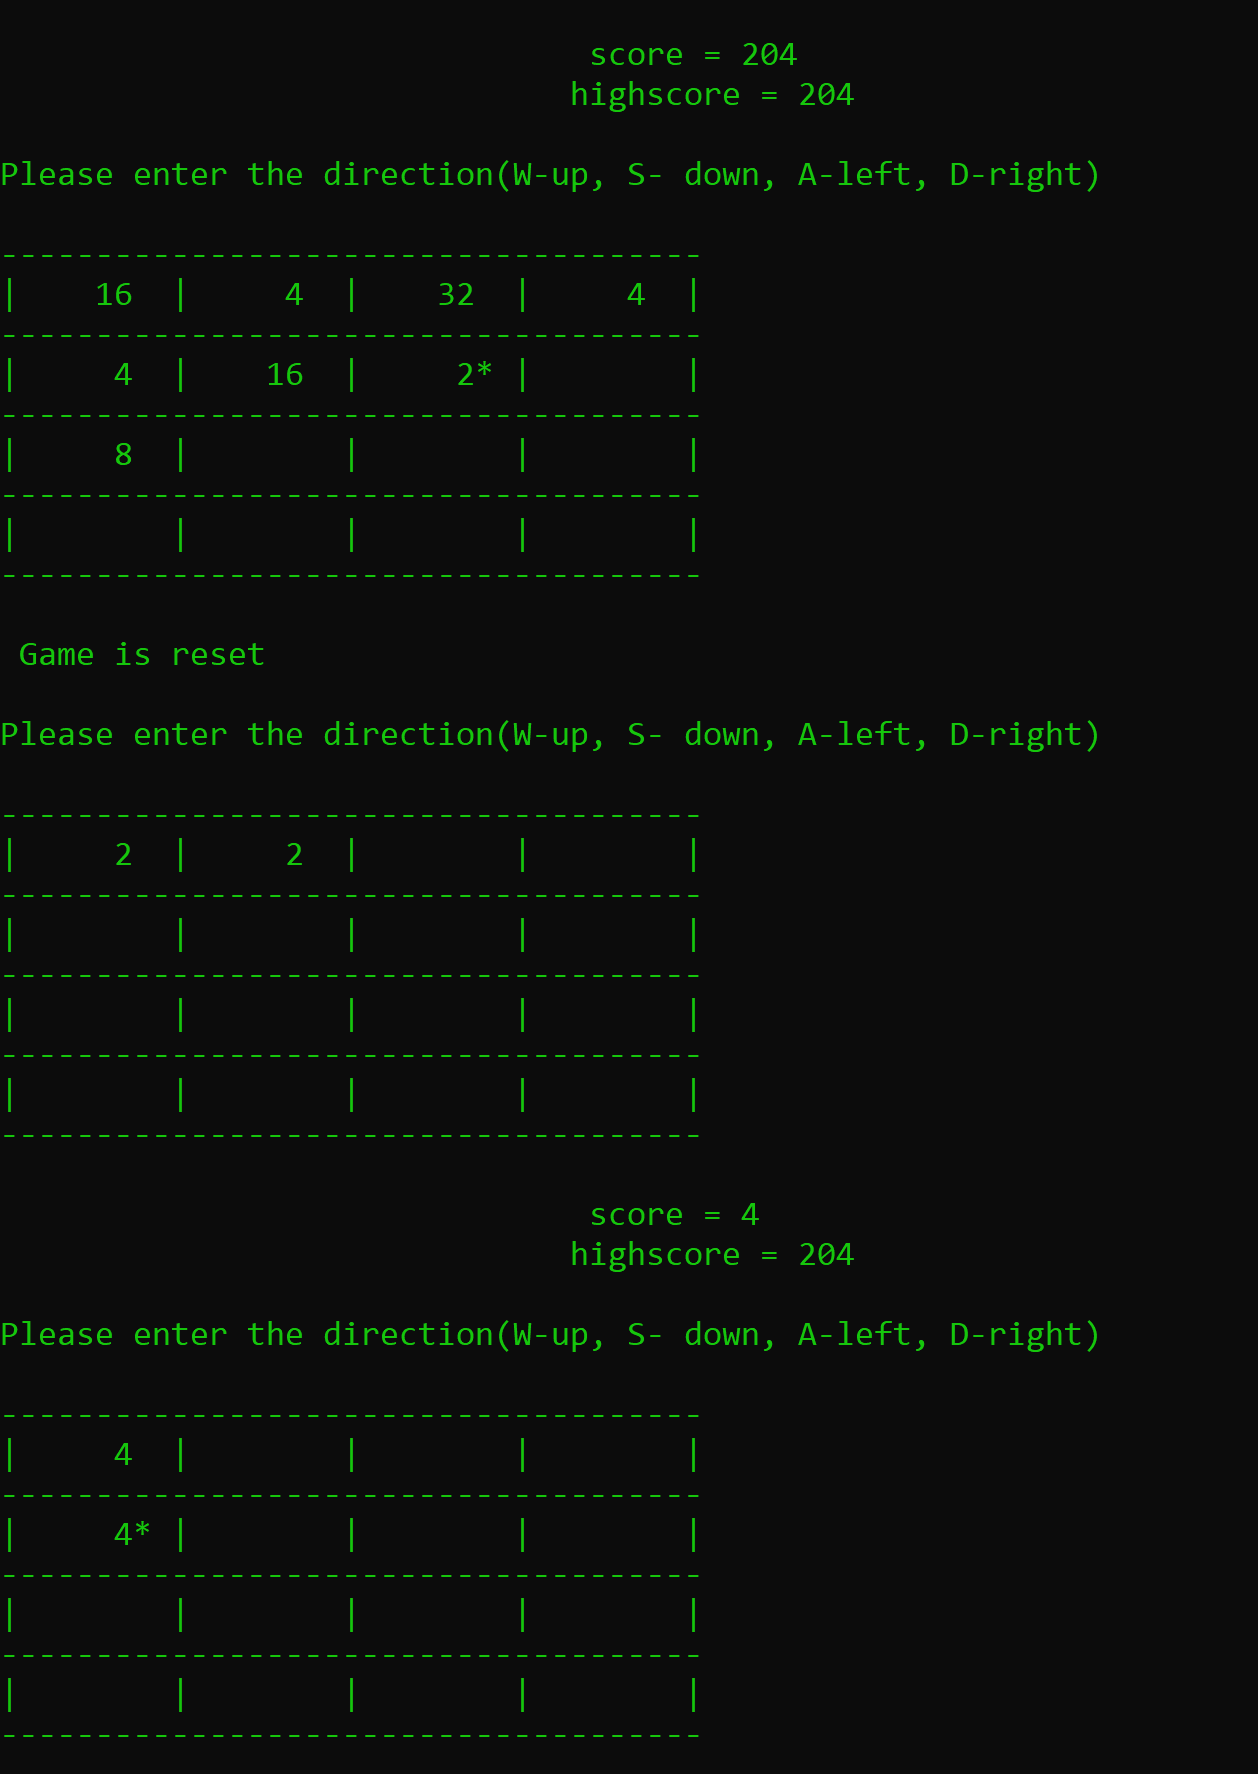 score = 204
highscore = 204
Please enter the direction(W-up, S- down, A-left, D-right)
-------------------------------------
|    16  |     4  |    32  |     4  |
-------------------------------------
|     4  |    16  |     2* |        |
-------------------------------------
|     8  |        |        |        |
-------------------------------------
|        |        |        |        |
-------------------------------------
Game is reset
Please enter the direction(W-up, S- down, A-left, D-right)
-------------------------------------
|     2  |     2  |        |        |
-------------------------------------
|        |        |        |        |
-------------------------------------
|        |        |        |        |
-------------------------------------
|        |        |        |        |
-------------------------------------
score = 4
highscore = 204
Please enter the direction(W-up, S- down, A-left, D-right)
-------------------------------------
|     4  |        |        |        |
-------------------------------------
|     4* |        |        |        |
-------------------------------------
|        |        |        |        |
-------------------------------------
|        |        |        |        |
-------------------------------------